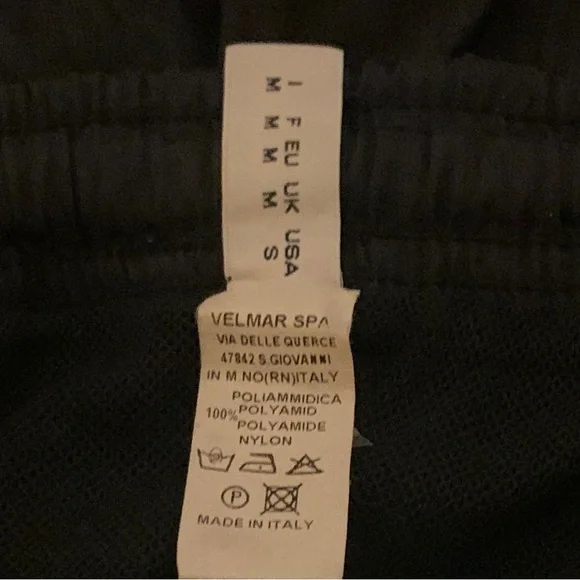 I F EU UK USA
M M M M S
VELMAR SPA
VIA DELLE QUERCE
47842 S.GIOVANNI
IN M.NO(RN)ITALY
POLIAMMIDICA
100% POLYAMID
POLYAMIDE
NYLON
P
MADE IN ITALY